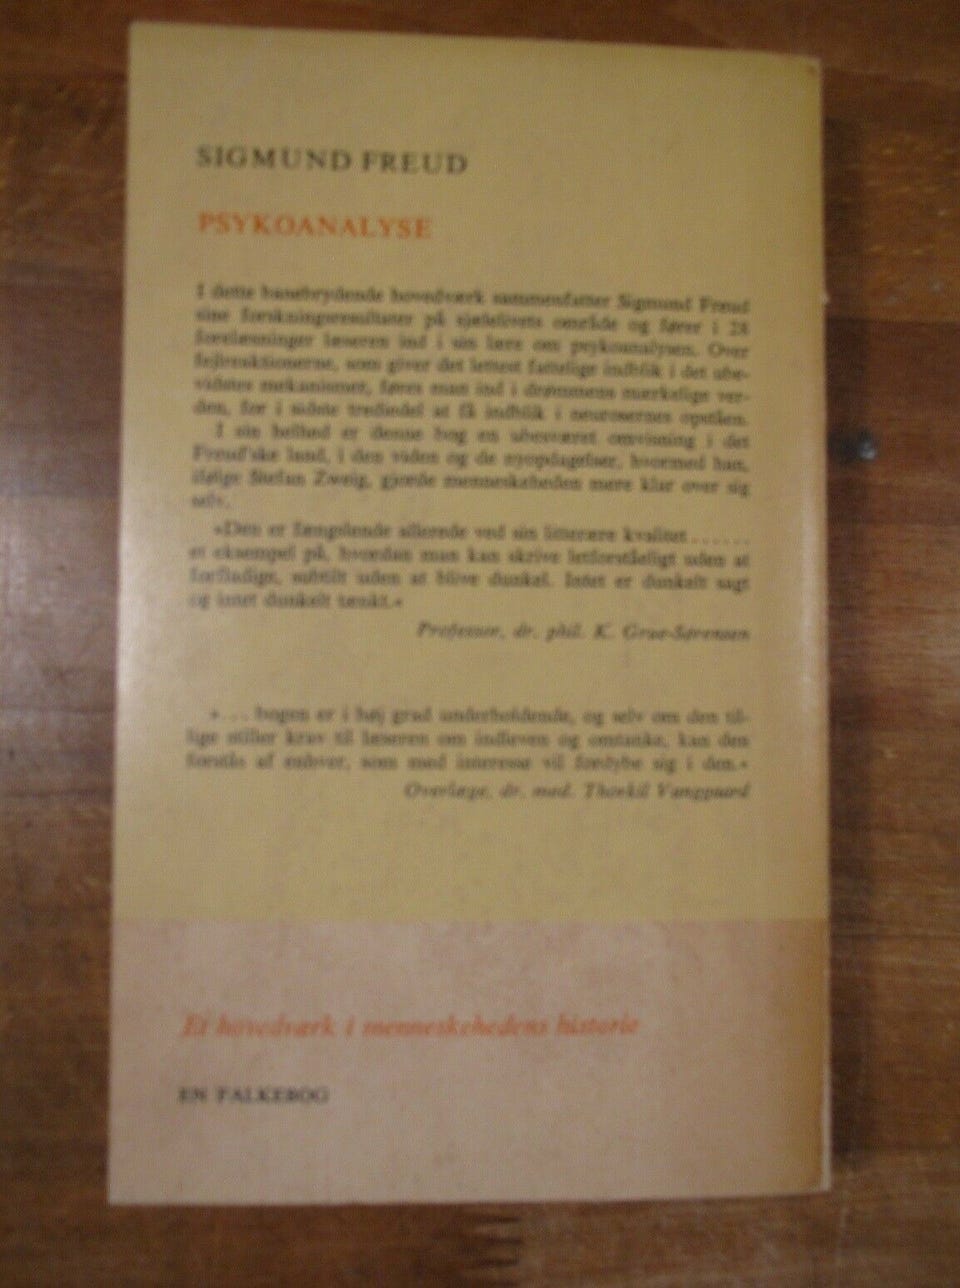 SIGMUND FREUD
PSYKOANALYSE
I dette banebrydende hovedværk sammenfatter Sigmund Freud
sine forskningsresultater på sjælelivets område og fører i 28
forelæsninger læseren ind i sin lære om psykoanalysen. Over
fejlreaktionerne, som giver det lettest fattelige indblik i det ube-
vidstes mekanismer, føres man ind i drømmens mærkelige ver-
den, for i sidste tredjedel at få indblik i neurosernes opståen.
I sin helhed er denne bog en ubesværet omvisning i det
Freud'ske land, i den viden og de nyopdagelser, hvormed han,
ifølge Stefan Zweig, gjorde menneskeheden mere klar over sig
selv.
»Den er fængslende allerede ved sin litterære kvalitet ......
et eksempel på, hvordan man kan skrive letforståeligt uden at
forfladige, subtilt uden at blive dunkel. Intet er dunkelt sagt
og intet dunkelt tænkt.«
Professor, dr. phil. K. Grue-Sørensen
»... bogen er i høj grad underholdende, og selv om den til-
lige stiller krav til læseren om indleven og omtanke, kan den
forstås af enhver, som med interesse vil fordybe sig i den.«
Overlæge, dr. med. Thorkil Vanggaard
Et hovedværk i menneskehedens historie
EN FALKEBOG